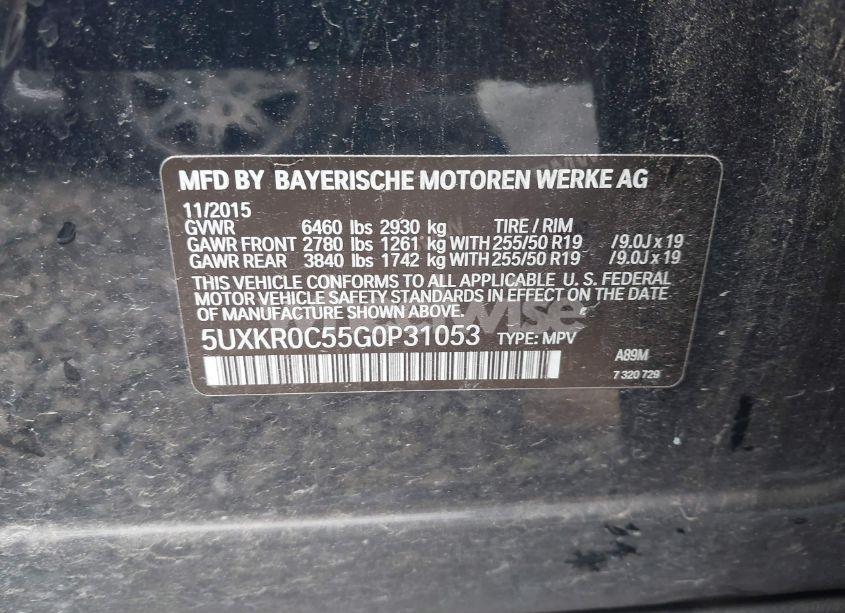 MFD BY BAYERISCHE MOTOREN WERKE AG
11/2015
GVWR 6460 lbs 2930 kg TIRE / RIM
GAWR FRONT 2780 lbs 1261 kg WITH 255/50 R19 /9.0J x 19
GAWR REAR 3840 lbs 1742 kg WITH 255/50 R19 /9.0J x 19
THIS VEHICLE CONFORMS TO ALL APPLICABLE U. S. FEDERAL
MOTOR VEHICLE SAFETY STANDARDS IN EFFECT ON THE DATE
OF MANUFACTURE SHOWN ABOVE.
5UXKR0C55G0P31053 TYPE: MPV
A89M
7 320 729